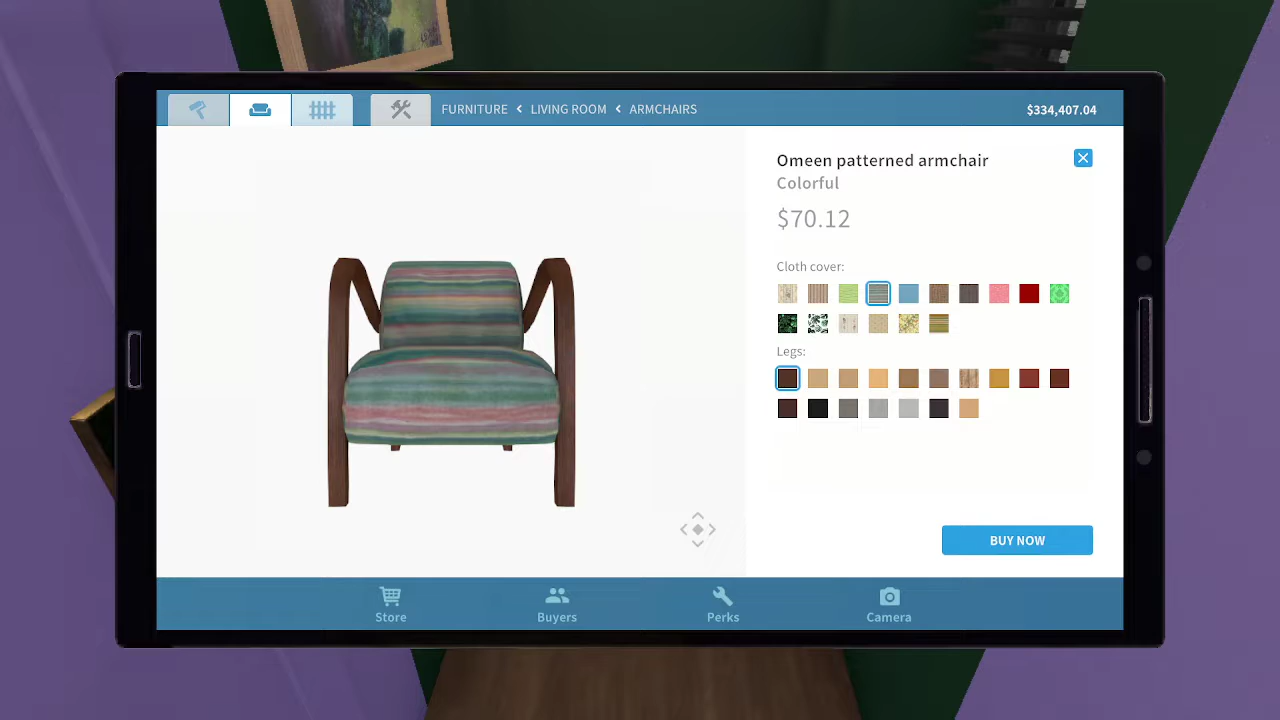 FURNITURE < LIVING ROOM < ARMCHAIRS
$334,407.04
Omeen patterned armchair
Colorful
$70.12
Cloth cover:
Legs:
BUY NOW
Store
Buyers
Perks
Camera